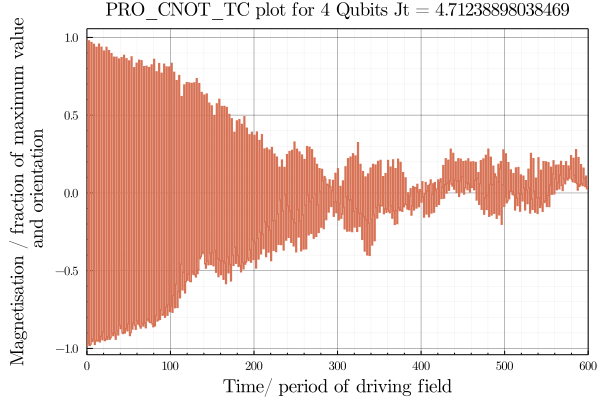 PRO_CNOT_TC plot for 4 Qubits Jt = 4.71238898038469
Magnetisation / fraction of maximum value
and orientation
1.0
0.5
0.0
−0.5
−1.0
0 100 200 300 400 500 600
Time/ period of driving field